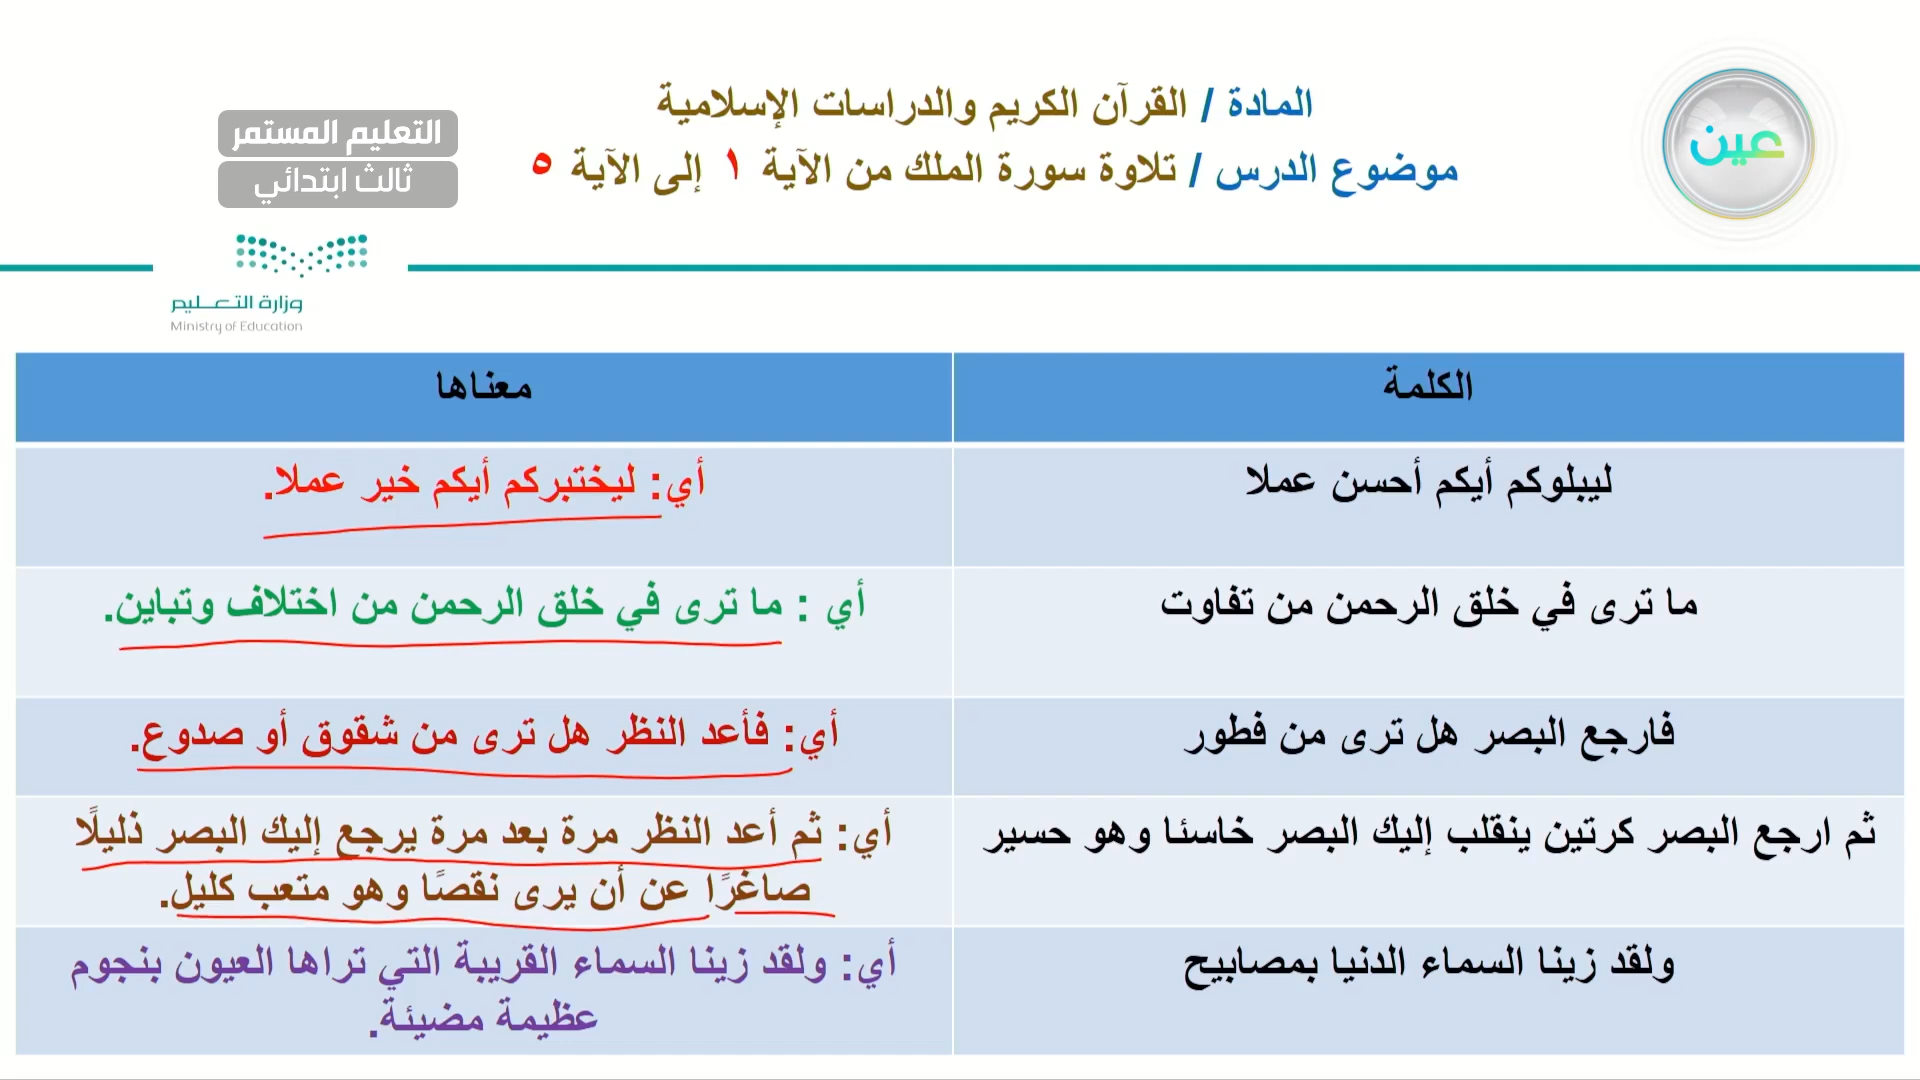 عين
المادة / القرآن الكريم والدراسات الإسلامية
موضوع الدرس / تلاوة سورة الملك من الآية ١ إلى الآية ٥
التعليم المستمر
ثالث ابتدائي
وزارة التعـــليم
Ministry of Education
الكلمة
معناها
ليبلوكم أيكم أحسن عملا
أي: ليختبركم أيكم خير عملا.
ما ترى في خلق الرحمن من تفاوت
أي : ما ترى في خلق الرحمن من اختلاف وتباين.
فارجع البصر هل ترى من فطور
أي: فأعد النظر هل ترى من شقوق أو صدوع.
ثم ارجع البصر كرتين ينقلب إليك البصر خاسئا وهو حسير
أي: ثم أعد النظر مرة بعد مرة يرجع إليك البصر ذليلًا
صاغرًا عن أن يرى نقصًا وهو متعب كليل.
ولقد زينا السماء الدنيا بمصابيح
أي: ولقد زينا السماء القريبة التي تراها العيون بنجوم
عظيمة مضيئة.